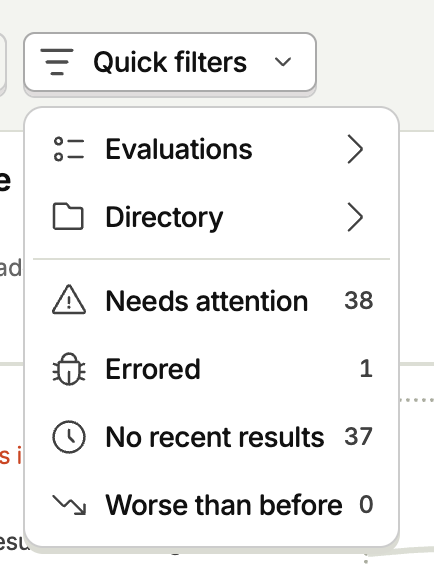 Quick filters
Evaluations
Directory
Needs attention 38
Errored 1
No recent results 37
Worse than before 0